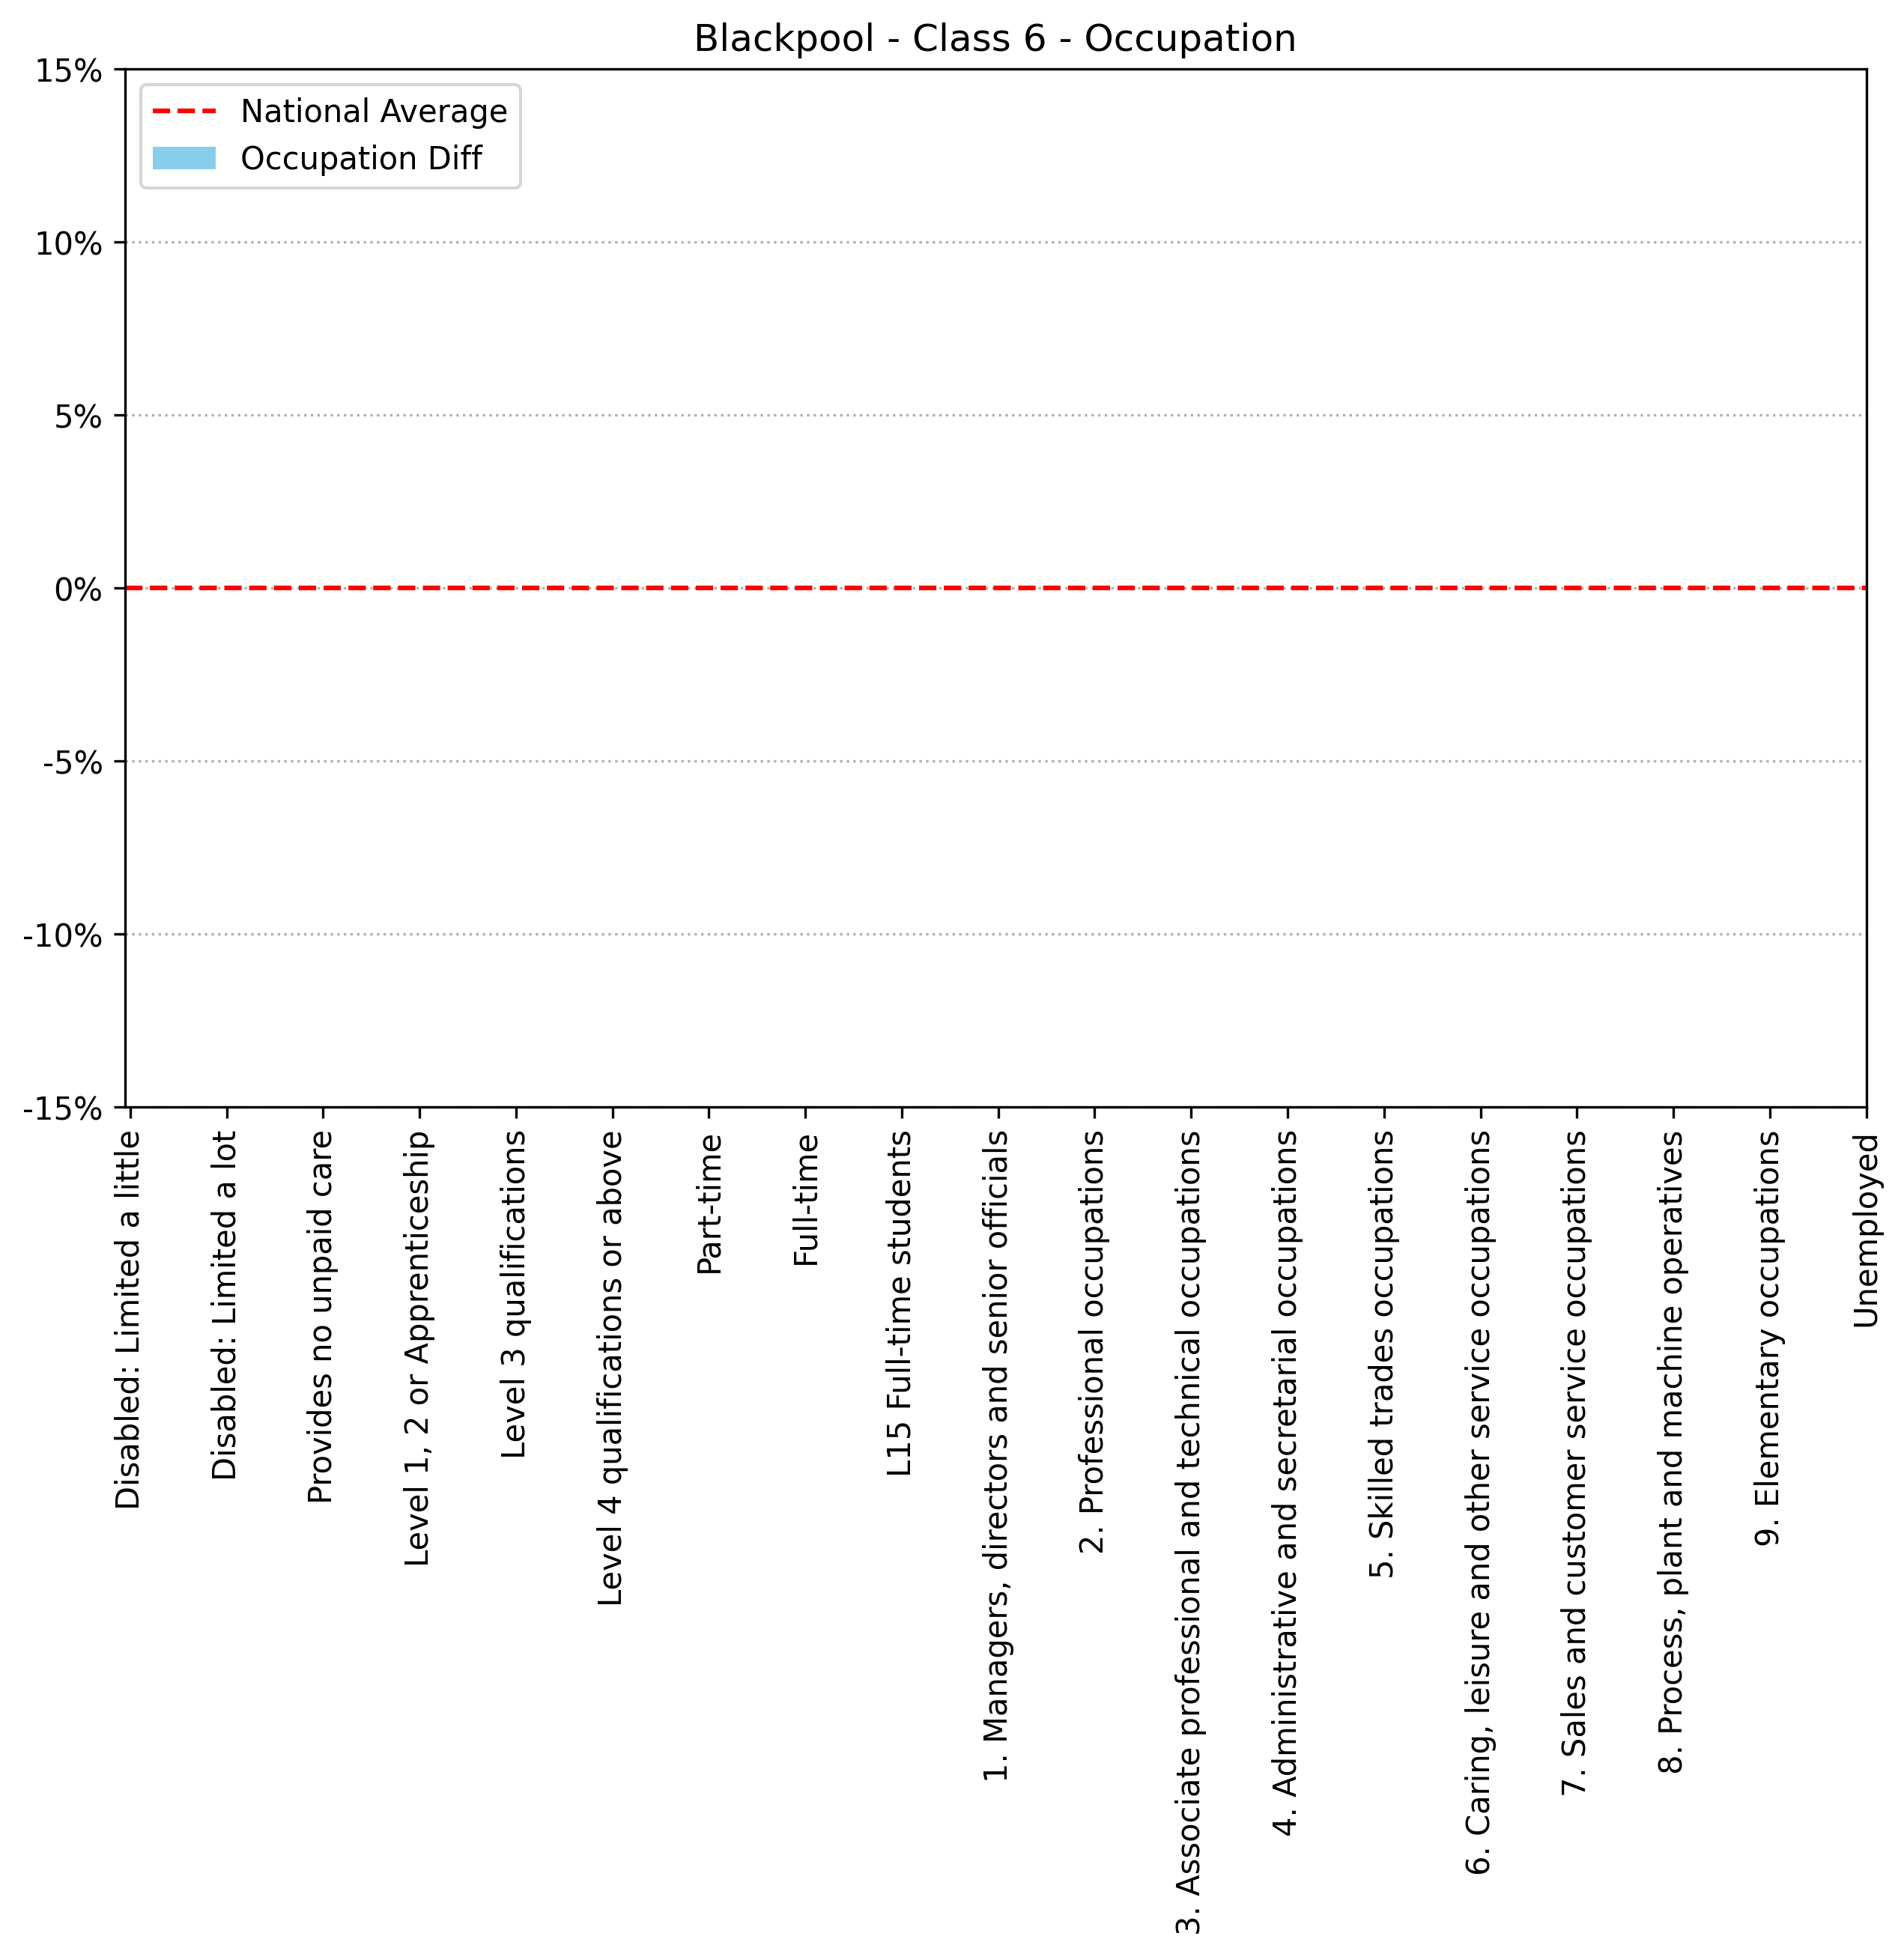 Blackpool - Class 6 - Occupation
15%
10%
5%
0%
-5%
-10%
-15%
National Average
Occupation Diff
Disabled: Limited a little
Disabled: Limited a lot
Provides no unpaid care
Level 1, 2 or Apprenticeship
Level 3 qualifications
Level 4 qualifications or above
Part-time
Full-time
L15 Full-time students
1. Managers, directors and senior officials
2. Professional occupations
3. Associate professional and technical occupations
4. Administrative and secretarial occupations
5. Skilled trades occupations
6. Caring, leisure and other service occupations
7. Sales and customer service occupations
8. Process, plant and machine operatives
9. Elementary occupations
Unemployed